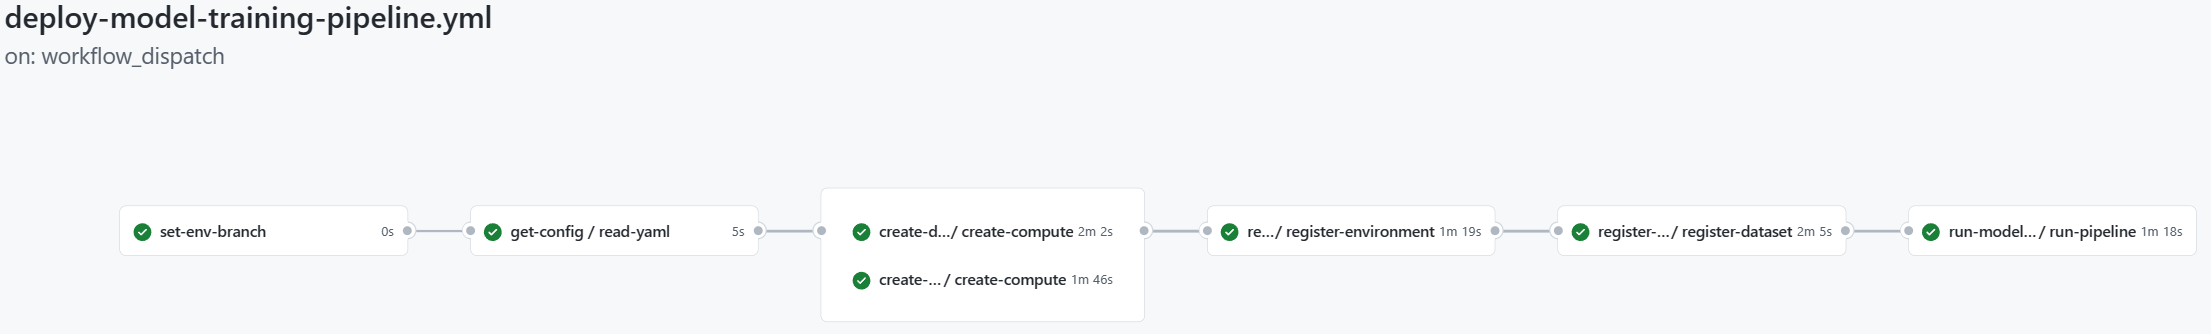 deploy-model-training-pipeline.yml
on: workflow_dispatch
set-env-branch 0s
get-config / read-yaml 5s
create-d... / create-compute 2m 2s
create-... / create-compute 1m 46s
re... / register-environment 1m 19s
register-... / register-dataset 2m 5s
run-model... / run-pipeline 1m 18s